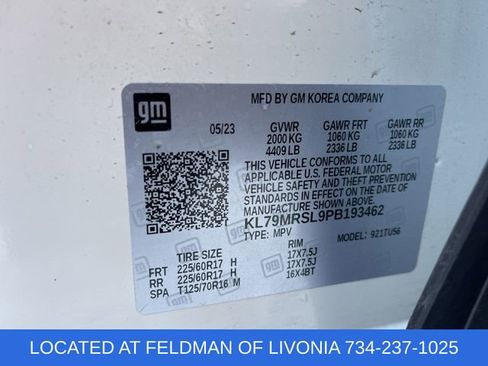 gm
MFD BY GM KOREA COMPANY
05/23 GVWR GAWR FRT GAWR RR
2000 KG 1060 KG 1060 KG
4409 LB 2336 LB 2336 LB
THIS VEHICLE CONFORMS TO ALL
APPLICABLE U.S. FEDERAL MOTOR
VEHICLE SAFETY AND THEFT PREVENTION
STANDARDS IN EFFECT ON THE DATE OF
MANUFACTURE SHOWN ABOVE.
KL79MRSL9PB193462
TYPE: MPV MODEL: 921TU56
TIRE SIZE RIM
FRT 225/60R17 H 17X7.5J
RR 225/60R17 H 17X7.5J
SPA T125/70R16 M 16X4BT
LOCATED AT FELDMAN OF LIVONIA 734-237-1025